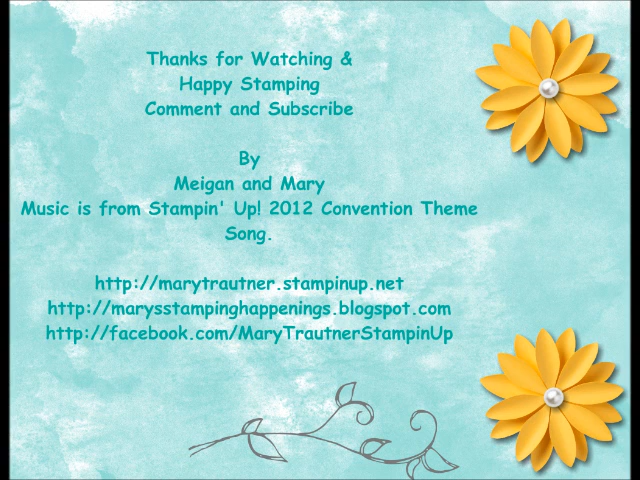 Thanks for Watching &
Happy Stamping
Comment and Subscribe
By
Meigan and Mary
Music is from Stampin' Up! 2012 Convention Theme
Song.
http://marytrautner.stampinup.net
http://marysstampinghappenings.blogspot.com
http://facebook.com/MaryTrautnerStampinUp